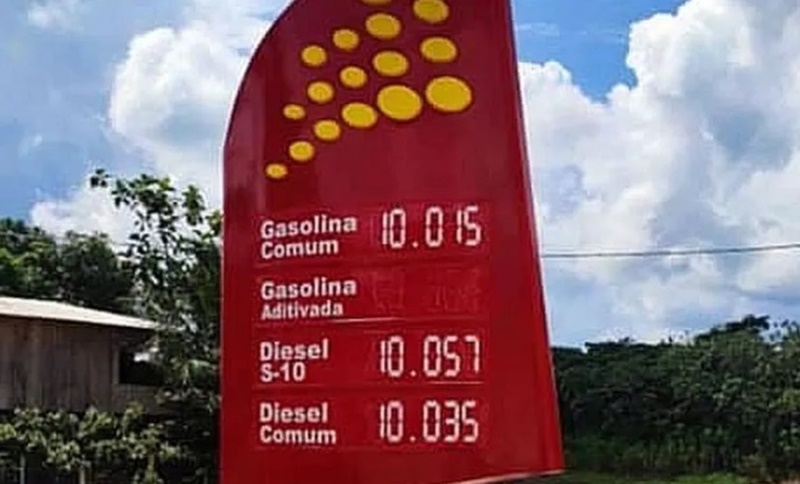 Gasolina 10.015
Comum
Gasolina
Aditivada
Diesel 10.057
S-10
Diesel 10.035
Comum